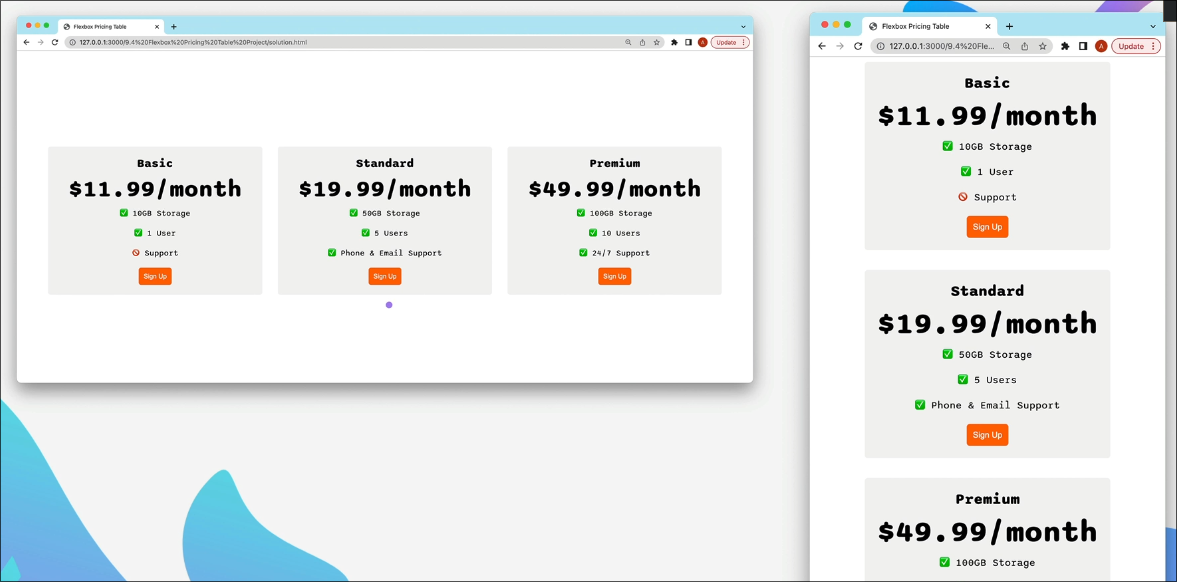 Flexbox Pricing Table
127.0.0.1:3000/9.4%20Flexbox%20Pricing%20Table%20Project/solution.html
A
Update
Basic
$11.99/month
✅ 10GB Storage
✅ 1 User
🚫 Support
Sign Up
Standard
$19.99/month
✅ 50GB Storage
✅ 5 Users
✅ Phone & Email Support
Sign Up
Premium
$49.99/month
✅ 100GB Storage
✅ 10 Users
✅ 24/7 Support
Sign Up
Flexbox Pricing Table
127.0.0.1:3000/9.4%20Fle...
A
Update
Basic
$11.99/month
✅ 10GB Storage
✅ 1 User
🚫 Support
Sign Up
Standard
$19.99/month
✅ 50GB Storage
✅ 5 Users
✅ Phone & Email Support
Sign Up
Premium
$49.99/month
✅ 100GB Storage